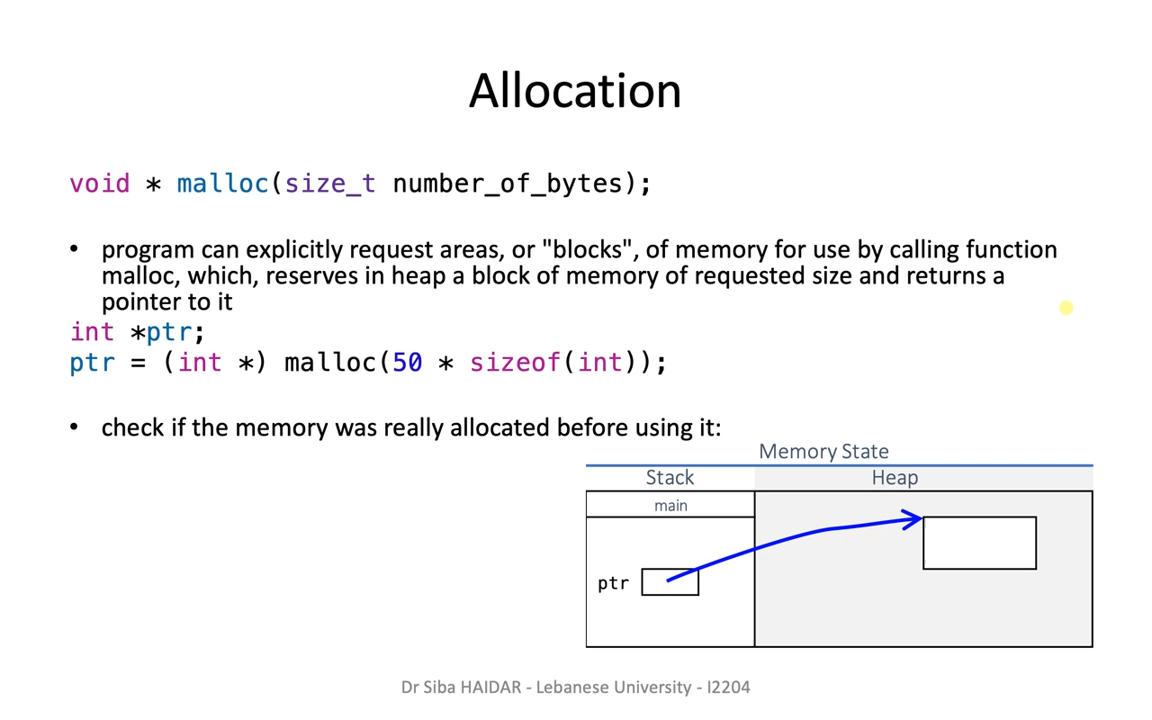 Allocation
void * malloc(size_t number_of_bytes);
• program can explicitly request areas, or "blocks", of memory for use by calling function
malloc, which, reserves in heap a block of memory of requested size and returns a
pointer to it
int *ptr;
ptr = (int *) malloc(50 * sizeof(int));
• check if the memory was really allocated before using it:
Memory State
Stack Heap
main
ptr
Dr Siba HAIDAR - Lebanese University - I2204